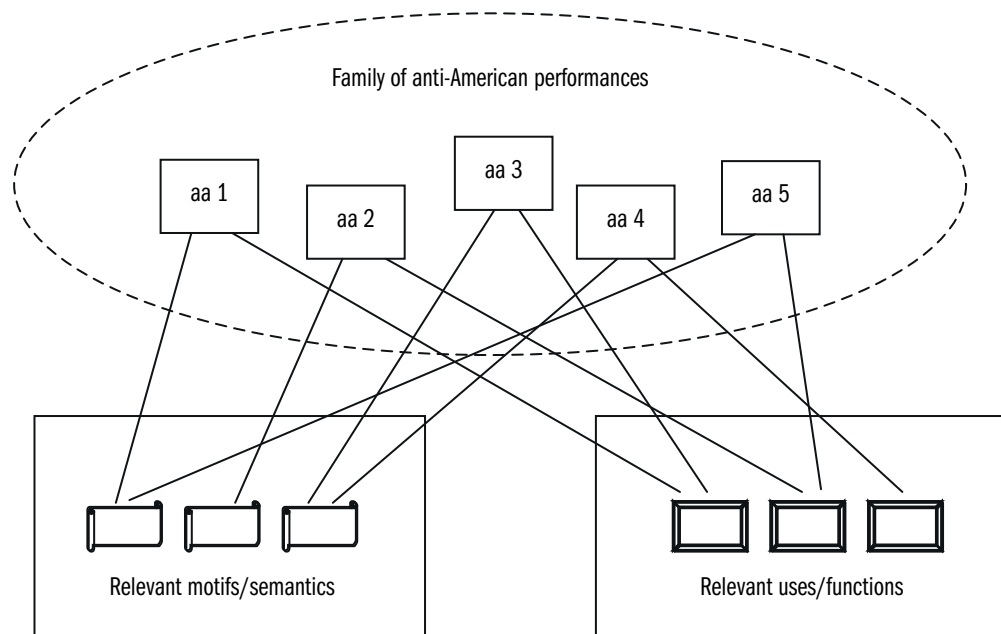 Family of anti-American performances
aa 1
aa 2
aa 3
aa 4
aa 5
Relevant motifs/semantics
Relevant uses/functions